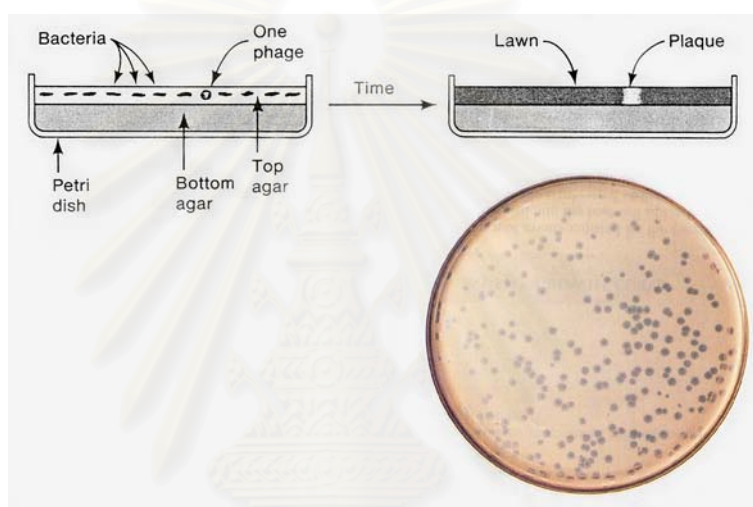 Bacteria
One
phage
Time
Lawn
Plaque
Petri
dish
Bottom
agar
Top
agar